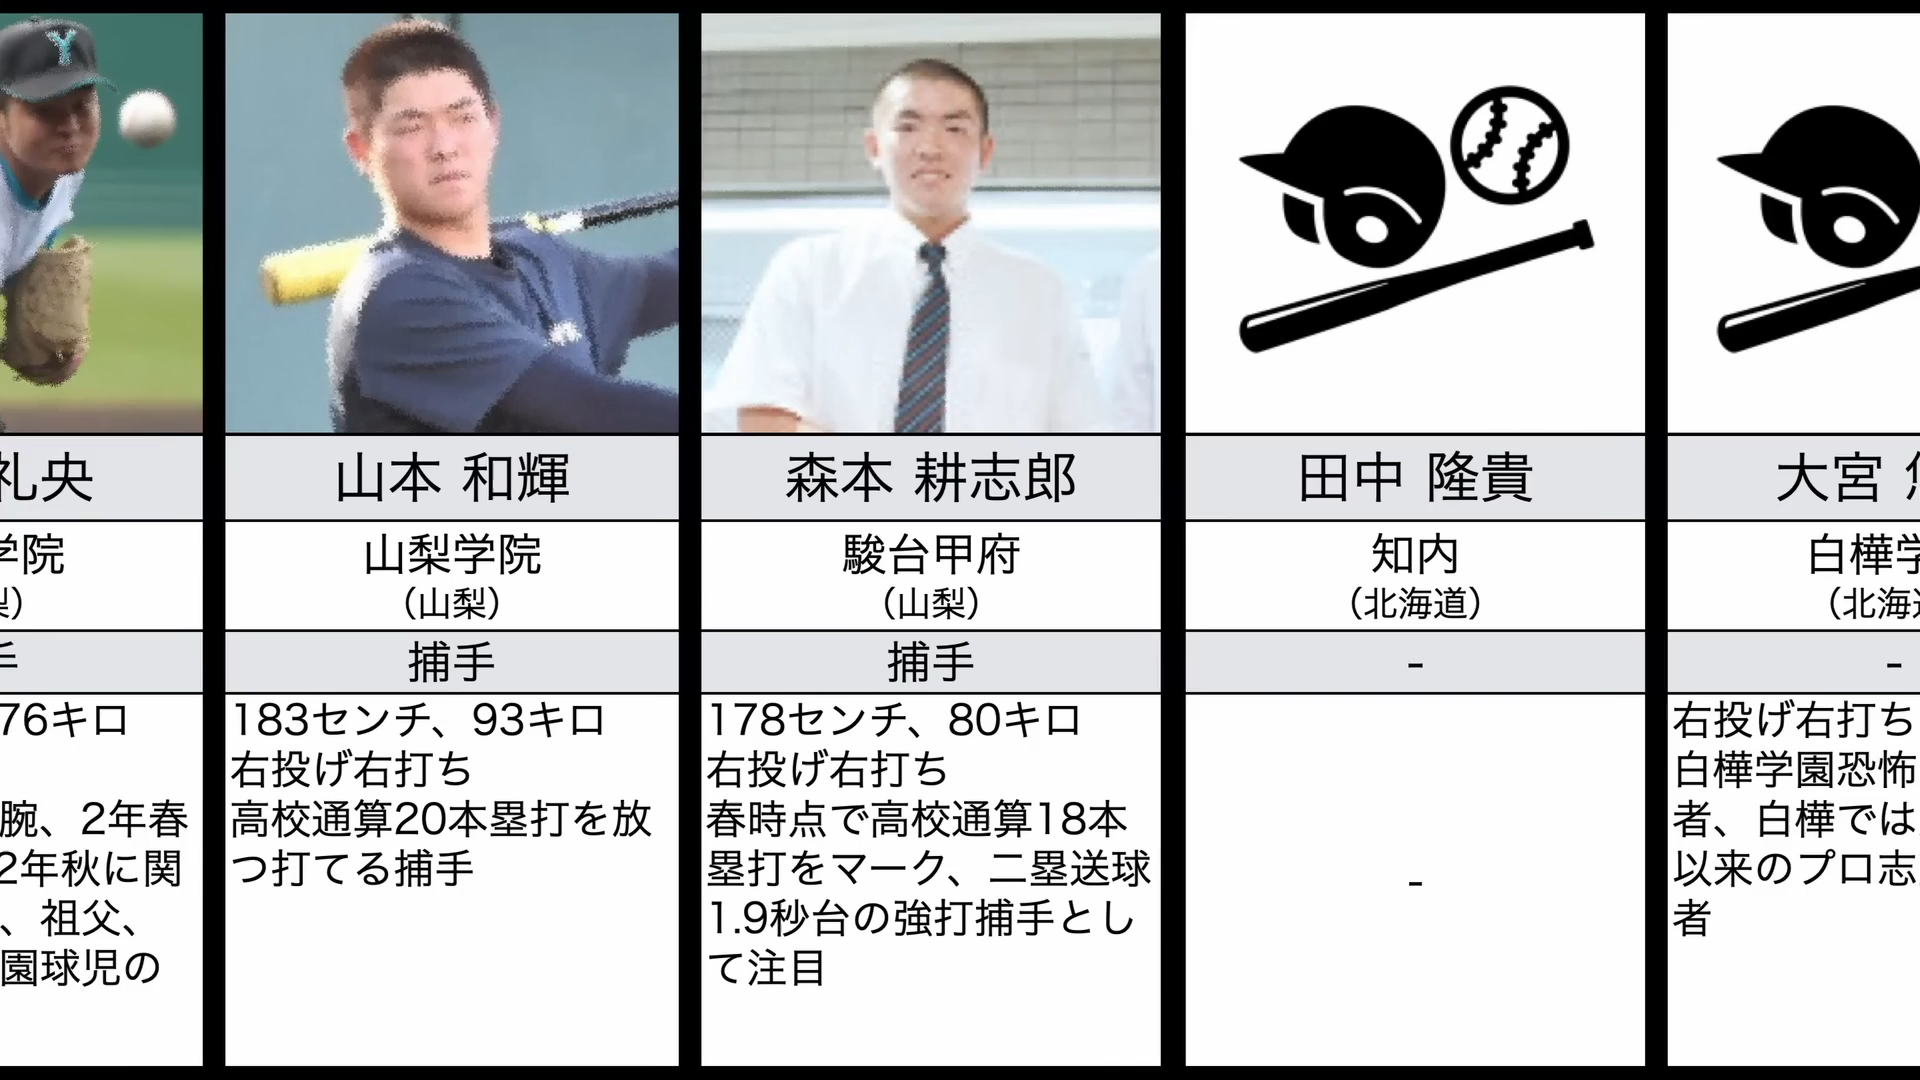 Y
礼央
学院
梨）
手
76キロ
腕、2年春
2年秋に関
、祖父、
園球児の
山本 和輝
山梨学院
（山梨）
捕手
183センチ、93キロ
右投げ右打ち
高校通算20本塁打を放
つ打てる捕手
森本 耕志郎
駿台甲府
（山梨）
捕手
178センチ、80キロ
右投げ右打ち
春時点で高校通算18本
塁打をマーク、二塁送球
1.9秒台の強打捕手とし
て注目
田中 隆貴
知内
（北海道）
-
-
大宮
白樺学
（北海道
-
右投げ右打ち
白樺学園恐怖
者、白樺では
以来のプロ志
者